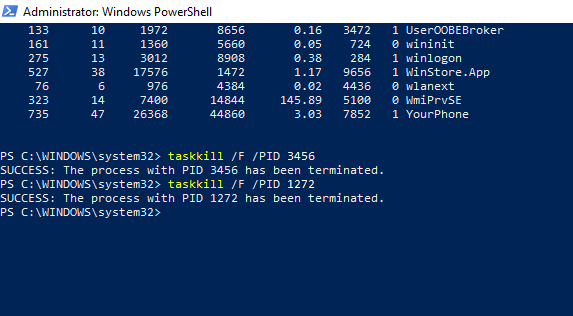 Administrator: Windows PowerShell
133 10 1972 8656 0.16 3472 1 UserOOBEBroker
161 11 1360 5660 0.05 724 0 wininit
275 13 3012 8908 0.38 284 1 winlogon
527 38 17576 1472 1.17 9656 1 WinStore.App
76 6 976 4384 0.02 4436 0 wlanext
323 14 7400 14844 145.89 5100 0 WmiPrvSE
735 47 26368 44860 3.03 7852 1 YourPhone
PS C:\WINDOWS\system32> taskkill /F /PID 3456
SUCCESS: The process with PID 3456 has been terminated.
PS C:\WINDOWS\system32> taskkill /F /PID 1272
SUCCESS: The process with PID 1272 has been terminated.
PS C:\WINDOWS\system32>